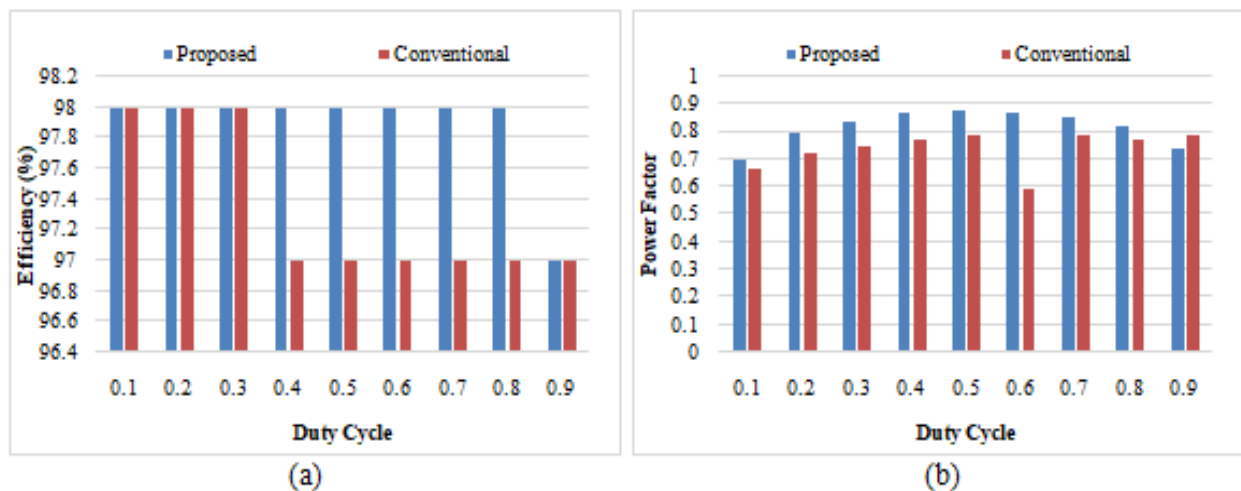 Proposed Conventional
98.2
98
97.8
97.6
97.4
97.2
97
96.8
96.6
96.4
Efficiency (%)
0.1 0.2 0.3 0.4 0.5 0.6 0.7 0.8 0.9
Duty Cycle
(a)
Proposed Conventional
1
0.9
0.8
0.7
0.6
0.5
0.4
0.3
0.2
0.1
0
Power Factor
0.1 0.2 0.3 0.4 0.5 0.6 0.7 0.8 0.9
Duty Cycle
(b)